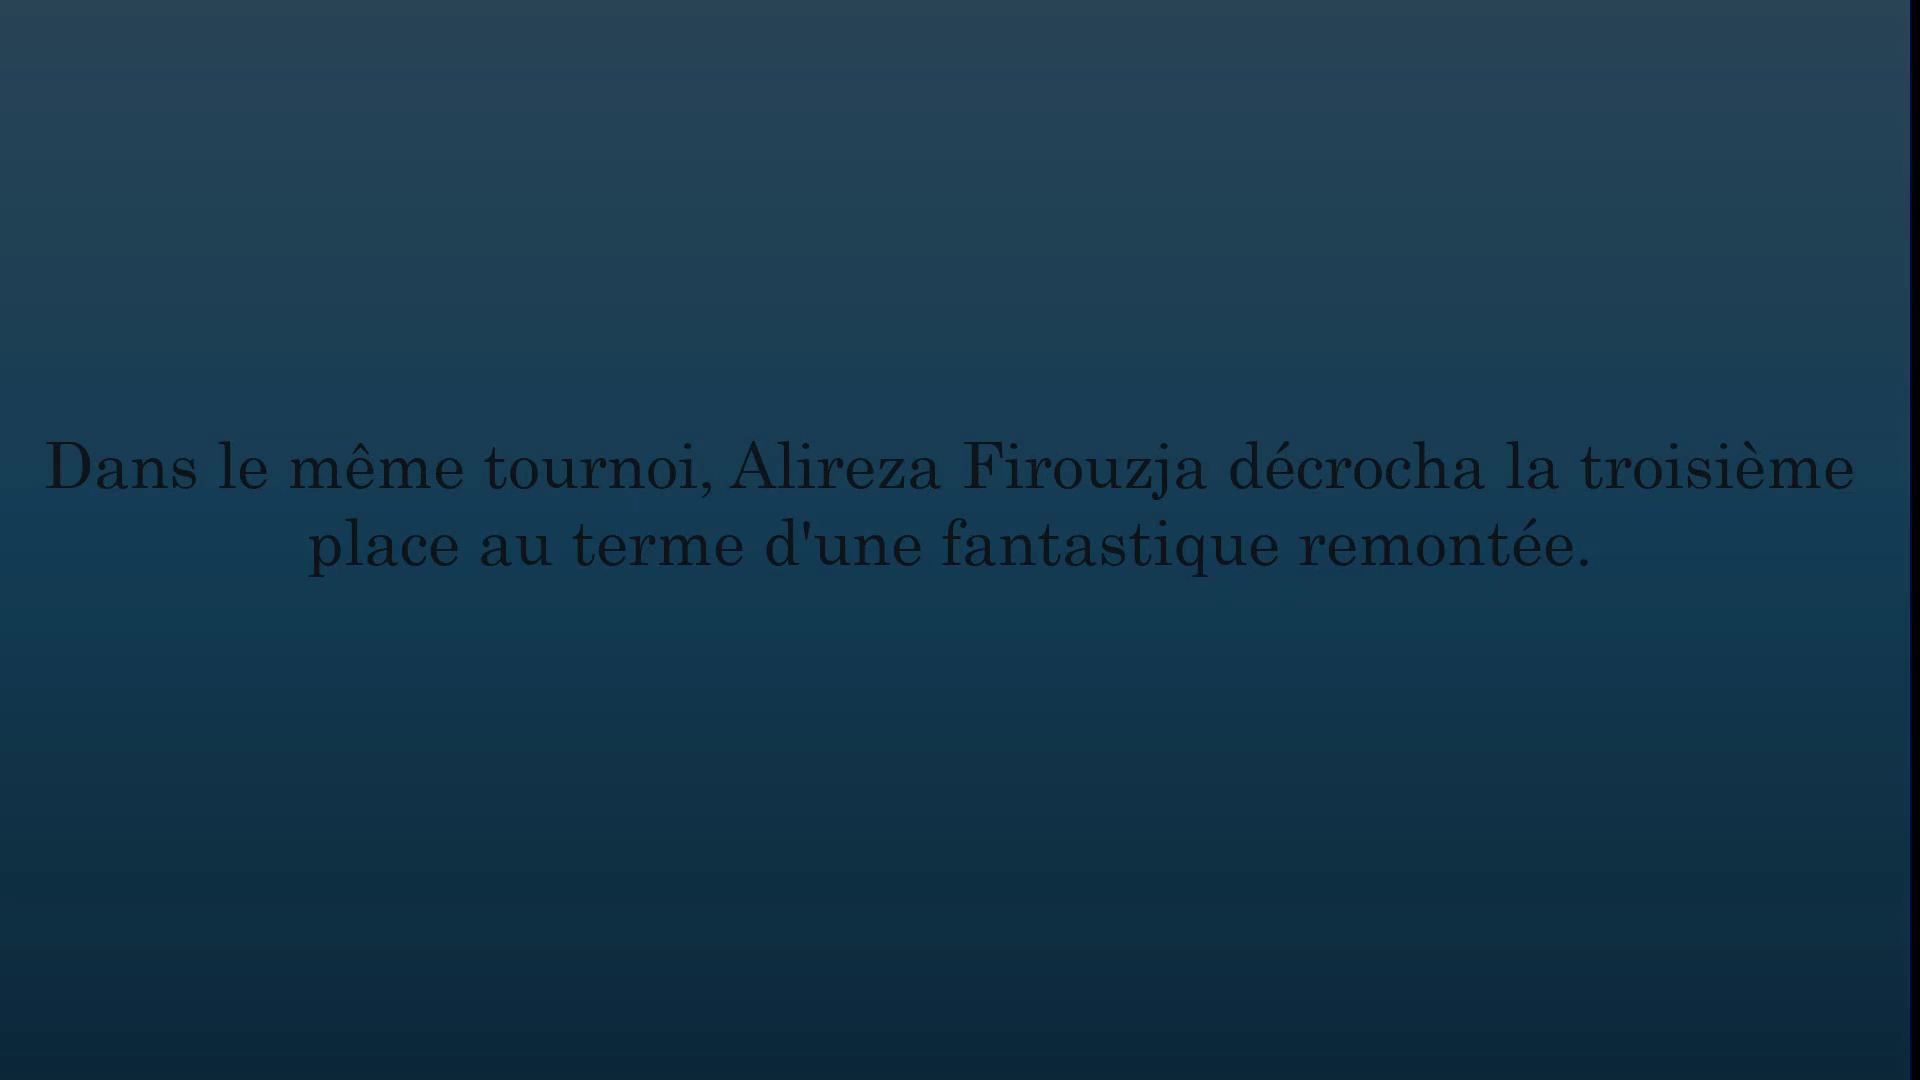 Dans le même tournoi, Alireza Firouzja décrocha la troisième
place au terme d'une fantastique remontée.